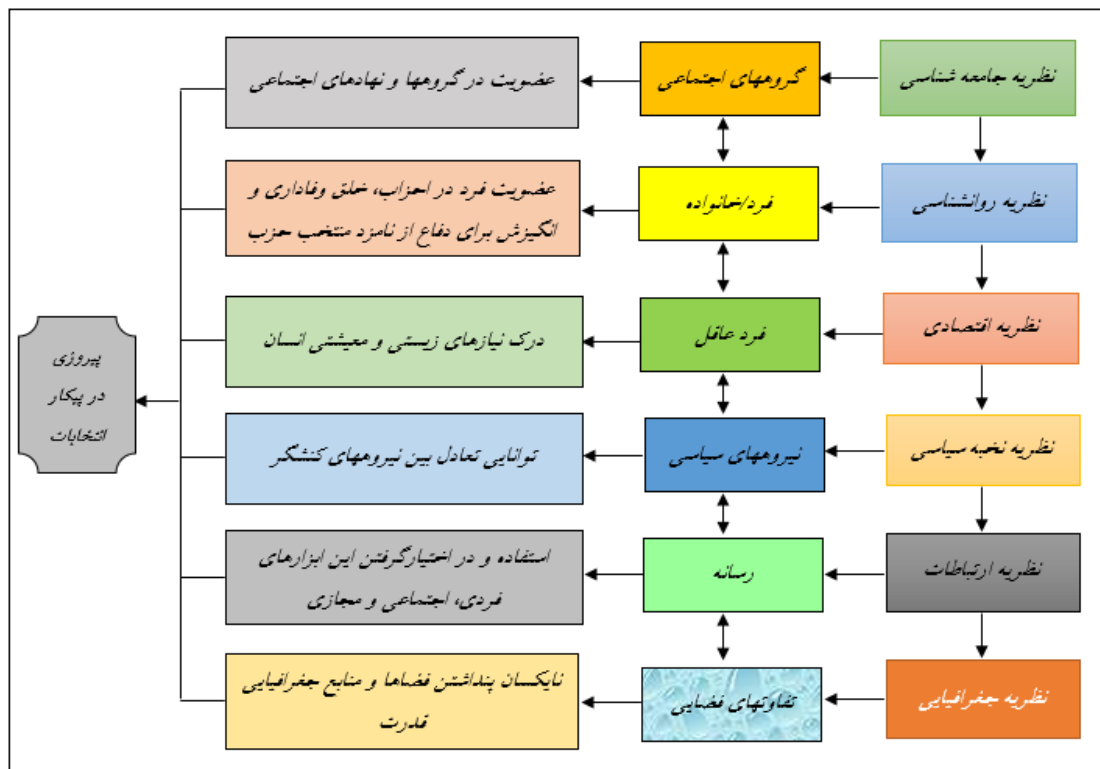 نظریه جامعه شناسی
گروههای اجتماعی
عضویت در گروهها و نهادهای اجتماعی
نظریه روانشناسی
فرد/خانواده
عضویت فرد در احزاب، خلق وفاداری و
انگیزش برای دفاع از نامزد منتخب حزب
نظریه اقتصادی
فرد عاقل
درک نیازهای زیستی و معیشتی انسان
نظریه نخبه سیاسی
نیروههای سیاسی
توانایی تعادل بین نیروههای کنشگر
نظریه ارتباطات
رسانه
استفاده و در اختیارگرفتن این ابزارهای
فردی، اجتماعی و مجازی
نظریه جغرافیایی
تفاوتهای فضایی
نایکسان پنداشتن فضاها و منابع جغرافیایی
قدرت
پیروزی
در پیکار
انتخابات